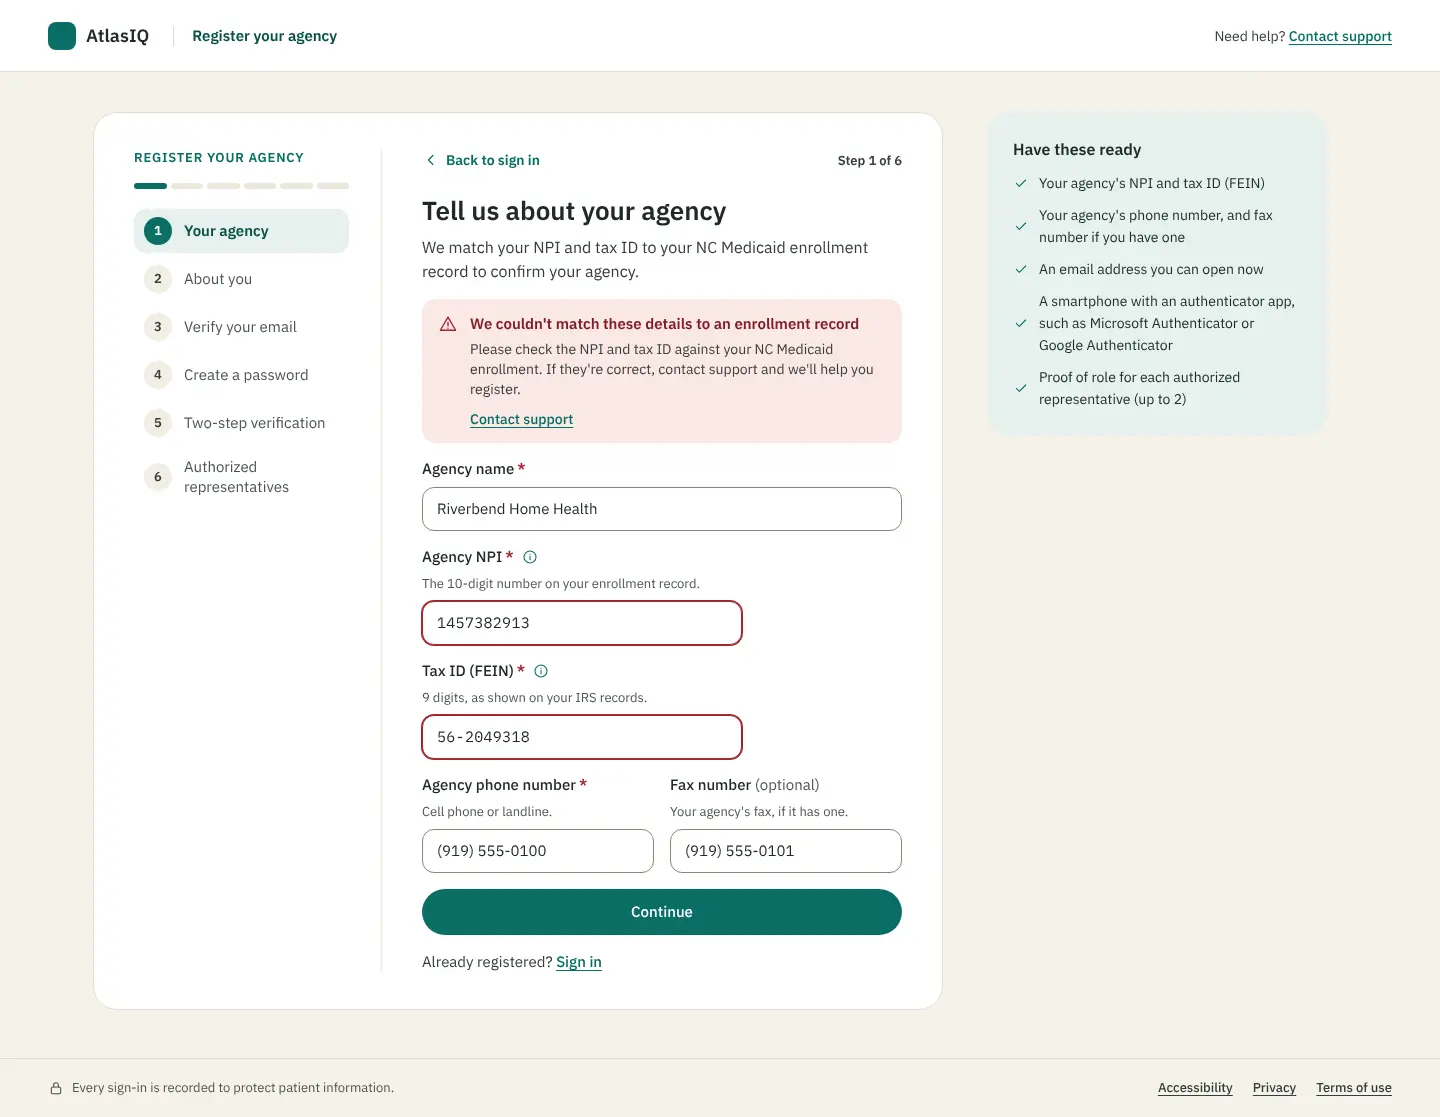 AtlasIQ
Register your agency
Need help? Contact support
REGISTER YOUR AGENCY
1 Your agency
2 About you
3 Verify your email
4 Create a password
5 Two-step verification
6 Authorized
representatives
Back to sign in
Step 1 of 6
Tell us about your agency
We match your NPI and tax ID to your NC Medicaid enrollment
record to confirm your agency.
We couldn't match these details to an enrollment record
Please check the NPI and tax ID against your NC Medicaid
enrollment. If they're correct, contact support and we'll help you
register.
Contact support
Agency name *
Riverbend Home Health
Agency NPI *
The 10-digit number on your enrollment record.
1457382913
Tax ID (FEIN) *
9 digits, as shown on your IRS records.
56-2049318
Agency phone number *
Cell phone or landline.
(919) 555-0100
Fax number (optional)
Your agency's fax, if it has one.
(919) 555-0101
Continue
Already registered? Sign in
Have these ready
Your agency's NPI and tax ID (FEIN)
Your agency's phone number, and fax
number if you have one
An email address you can open now
A smartphone with an authenticator app,
such as Microsoft Authenticator or
Google Authenticator
Proof of role for each authorized
representative (up to 2)
Every sign-in is recorded to protect patient information.
Accessibility
Privacy
Terms of use